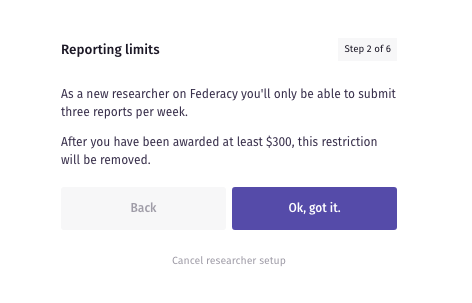 Reporting limits
Step 2 of 6
As a new researcher on Federacy you'll only be able to submit
three reports per week.
After you have been awarded at least $300, this restriction
will be removed.
Back
Ok, got it.
Cancel researcher setup